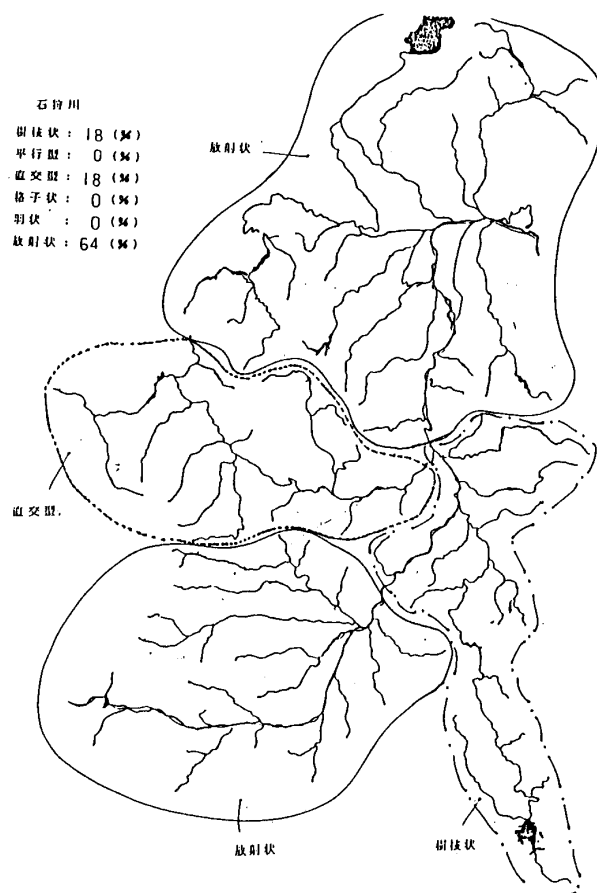 石狩川
樹枝状 : 18 (%)
平行型 : 0 (%)
直交型 : 18 (%)
格子状 : 0 (%)
羽状 : 0 (%)
放射状 : 64 (%)
放射状
直交型.
放射状
樹枝状